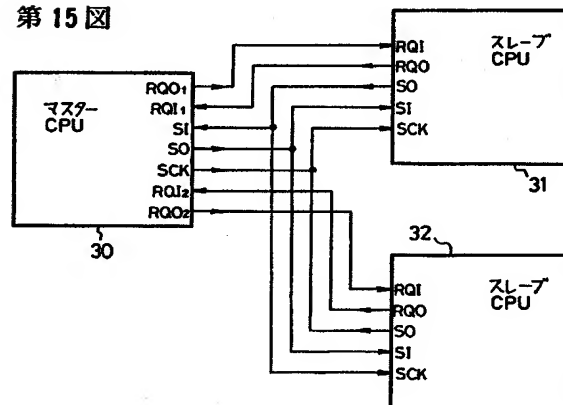 第15図
マスター
CPU
RQO₁
RQI₁
SI
SO
SCK
RQI₂
RQO₂
30
RQI
RQO
SO
SI
SCK
スレーブ
CPU
31
32
RQI
RQO
SO
SI
SCK
スレーブ
CPU